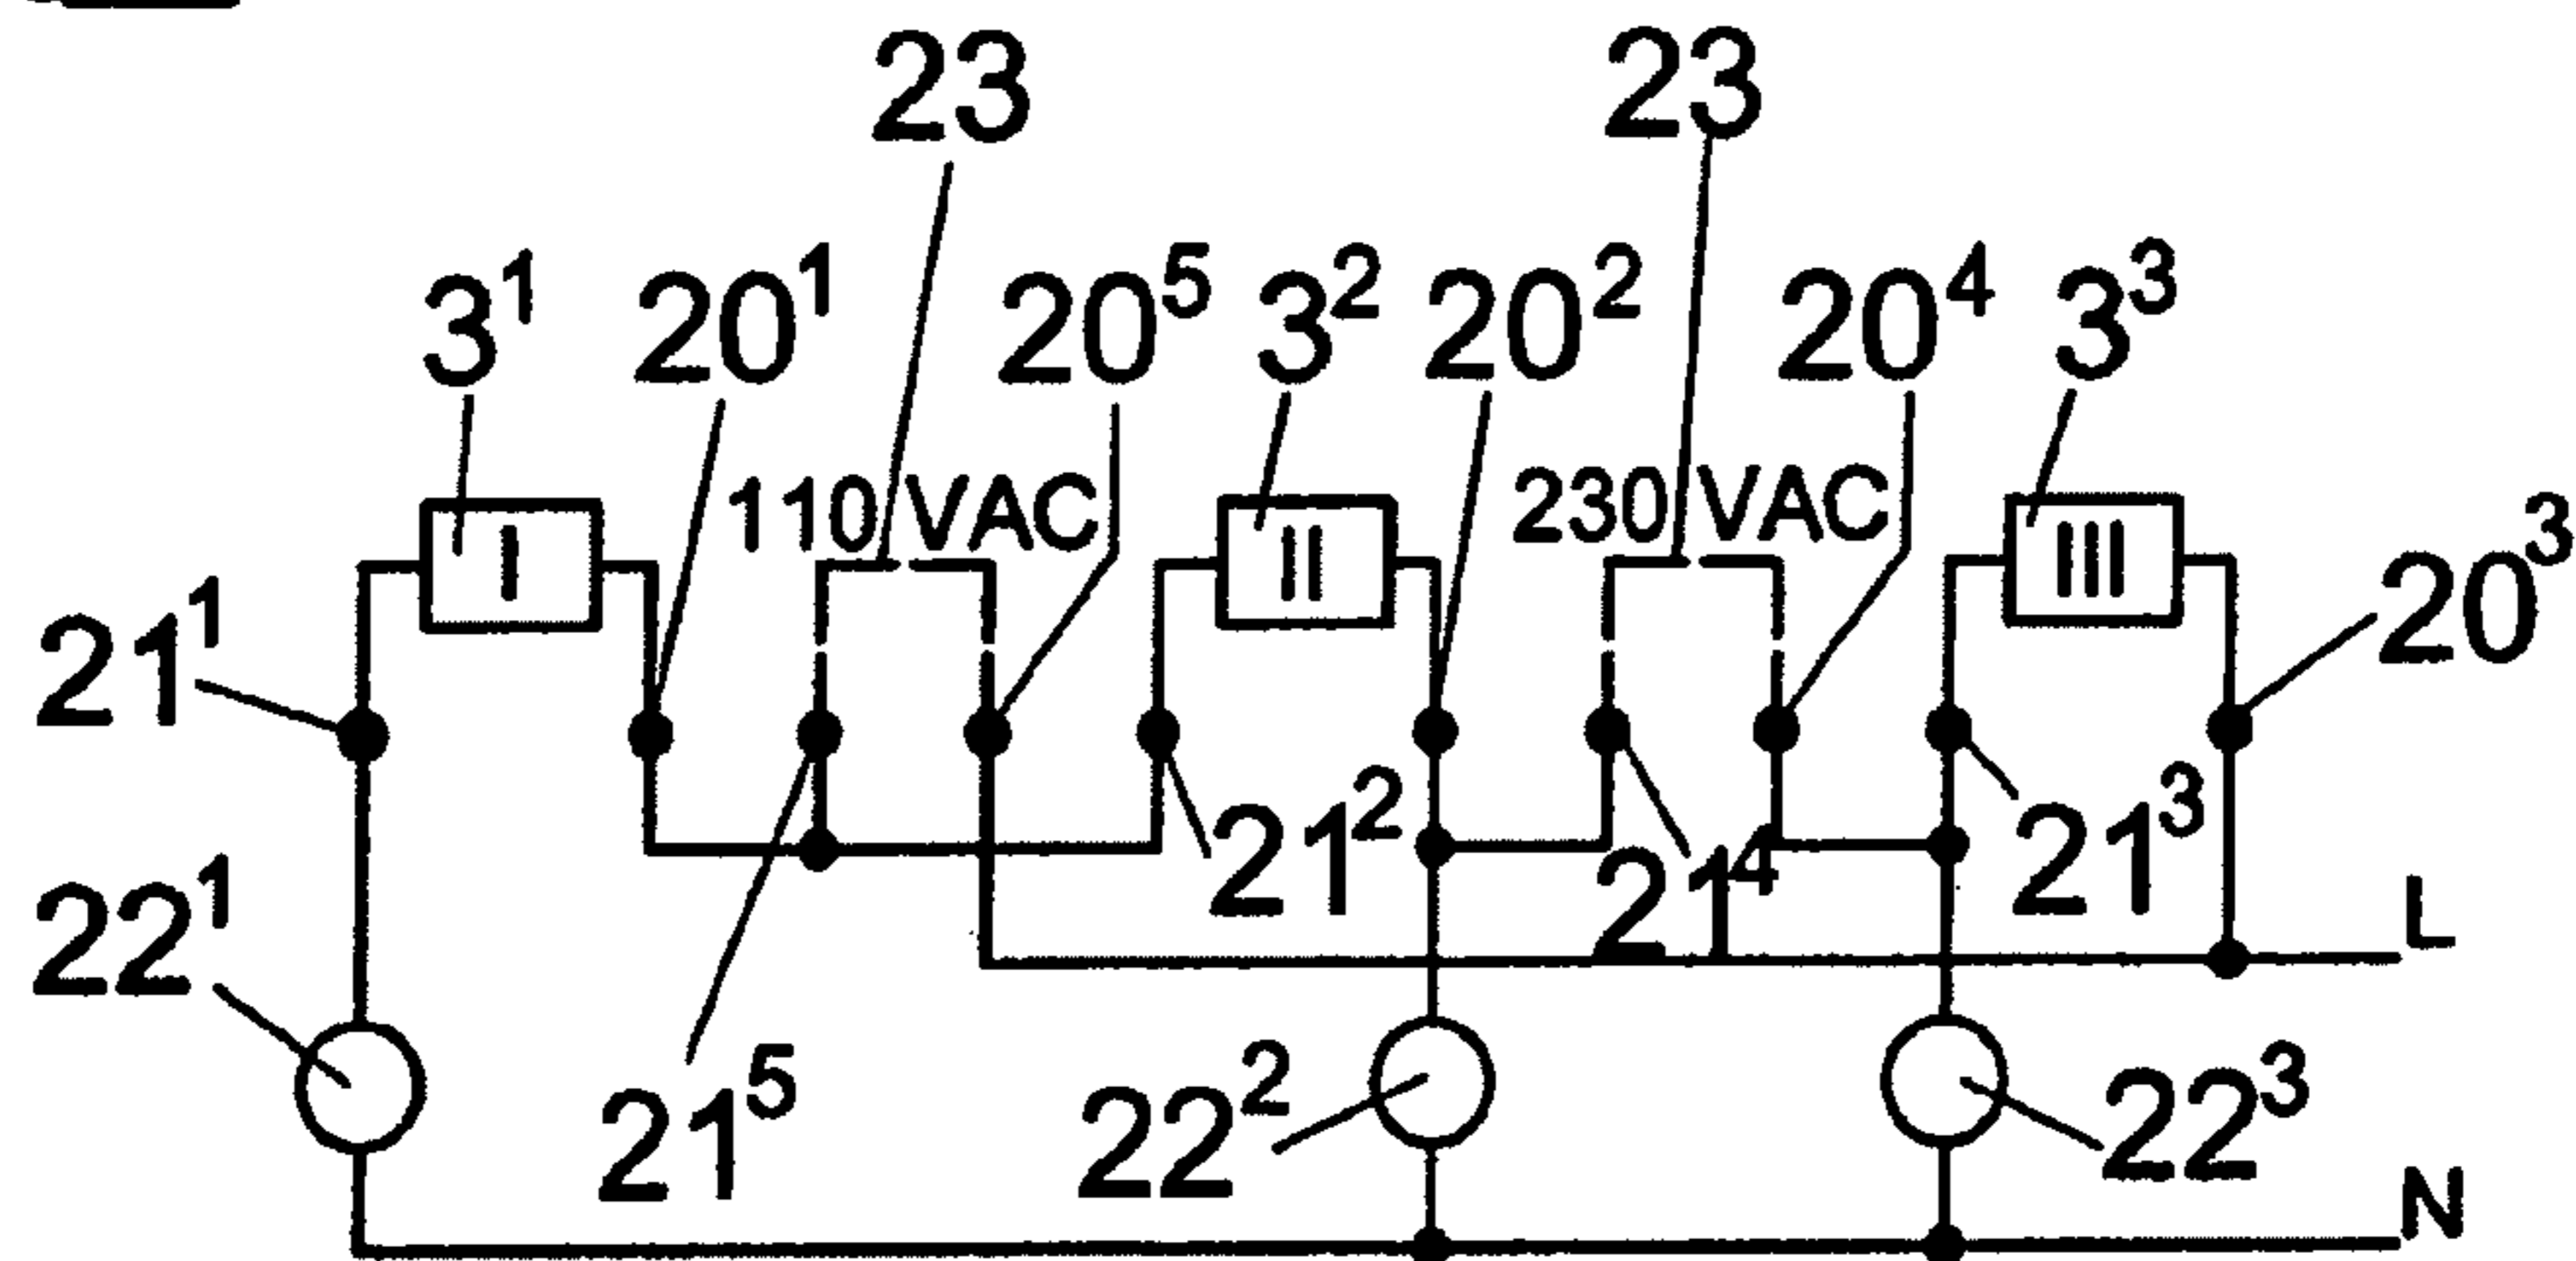 23 23
3¹ 20¹ 20⁵ 3² 20² 20⁴ 3³
110 VAC 230 VAC
I II III
20³
21¹
21² 21⁴ 21³
22¹ L
21⁵ 22² 22³
N